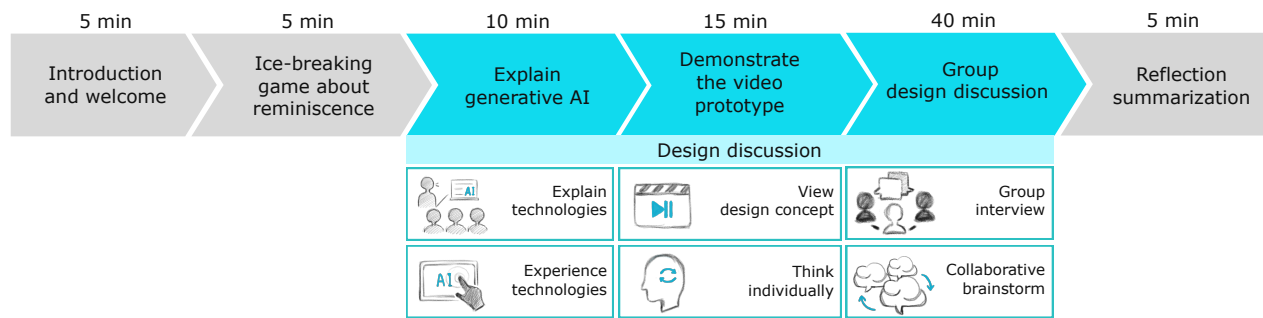 5 min
5 min
10 min
15 min
40 min
5 min
Introduction
and welcome
Ice-breaking
game about
reminiscence
Explain
generative AI
Demonstrate
the video
prototype
Group
design discussion
Reflection
summarization
Design discussion
AI
Explain
technologies
View
design concept
Group
interview
AI
Experience
technologies
Think
individually
Collaborative
brainstorm